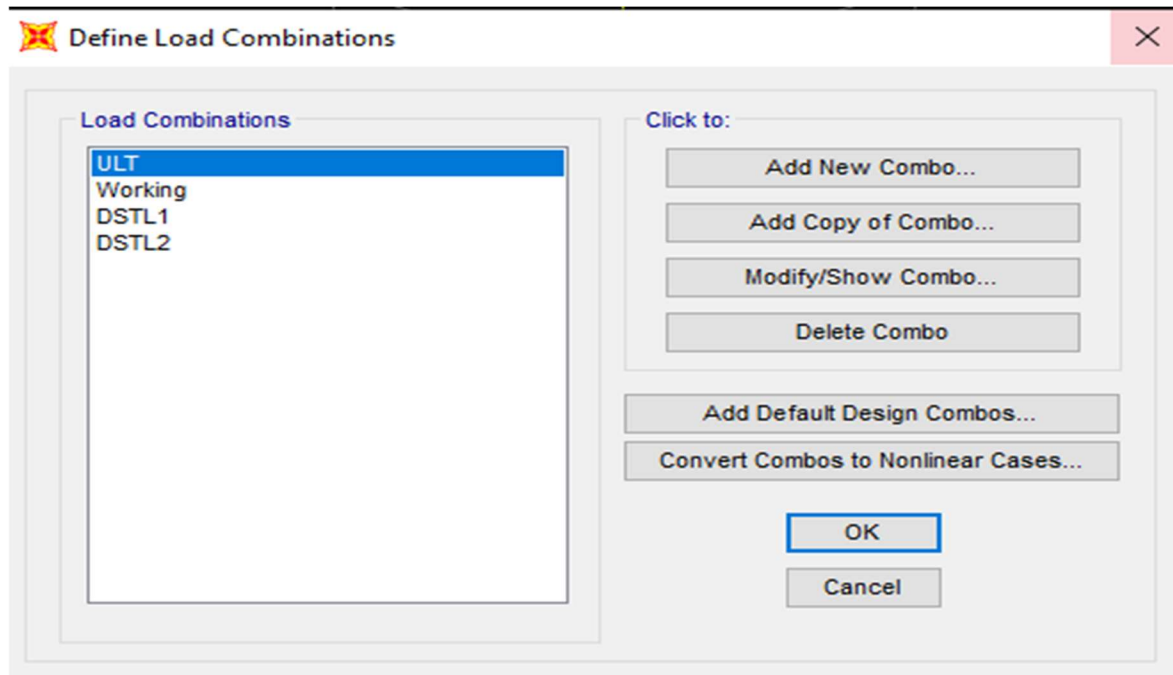 Define Load Combinations
Load Combinations
ULT
Working
DSTL1
DSTL2
Click to:
Add New Combo...
Add Copy of Combo...
Modify/Show Combo...
Delete Combo
Add Default Design Combos...
Convert Combos to Nonlinear Cases...
OK
Cancel